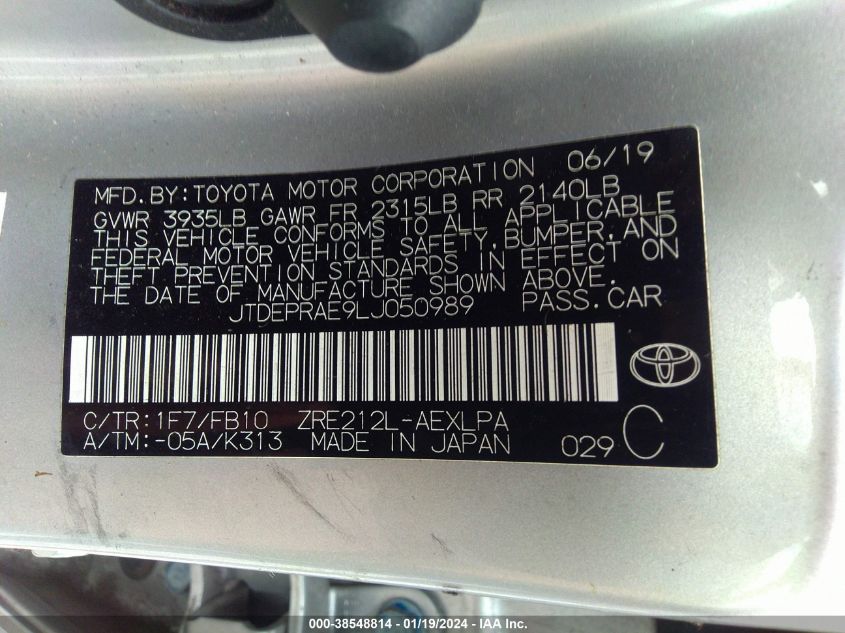 MFD.BY:TOYOTA MOTOR CORPORATION 06/19
GVWR 3935LB GAWR FR 2315LB RR 2140LB
THIS VEHICLE CONFORMS TO ALL APPLICABLE
FEDERAL MOTOR VEHICLE SAFETY,BUMPER,AND
THEFT PREVENTION STANDARDS IN EFFECT ON
THE DATE OF MANUFACTURE SHOWN ABOVE.
JTDEPRAE9LJ050989 PASS.CAR
C/TR:1F7/FB10 ZRE212L-AEXLPA
A/TM:-05A/K313 MADE IN JAPAN 029 C
000-38548814 - 01/19/2024 - IAA Inc.